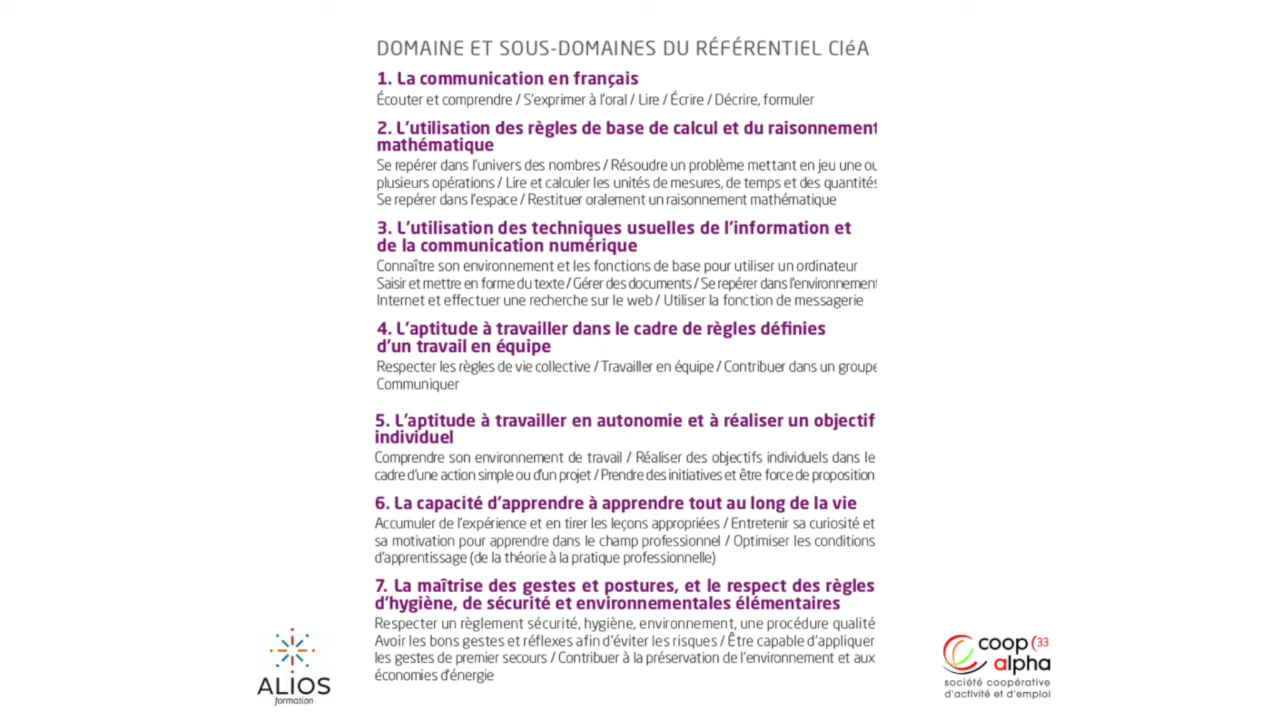 DOMAINE ET SOUS-DOMAINES DU RÉFÉRENTIEL CléA
1. La communication en français
Écouter et comprendre / S'exprimer à l'oral / Lire / Écrire / Décrire, formuler
2. L'utilisation des règles de base de calcul et du raisonnement
mathématique
Se repérer dans l'univers des nombres / Résoudre un problème mettant en jeu une ou
plusieurs opérations / Lire et calculer les unités de mesures, de temps et des quantités
Se repérer dans l'espace / Restituer oralement un raisonnement mathématique
3. L'utilisation des techniques usuelles de l'information et
de la communication numérique
Connaître son environnement et les fonctions de base pour utiliser un ordinateur
Saisir et mettre en forme du texte / Gérer des documents / Se repérer dans l'environnement
Internet et effectuer une recherche sur le web / Utiliser la fonction de messagerie
4. L'aptitude à travailler dans le cadre de règles définies
d'un travail en équipe
Respecter les règles de vie collective / Travailler en équipe / Contribuer dans un groupe
Communiquer
5. L'aptitude à travailler en autonomie et à réaliser un objectif
individuel
Comprendre son environnement de travail / Réaliser des objectifs individuels dans le
cadre d'une action simple ou d'un projet / Prendre des initiatives et être force de proposition
6. La capacité d'apprendre à apprendre tout au long de la vie
Accumuler de l'expérience et en tirer les leçons appropriées / Entretenir sa curiosité et
sa motivation pour apprendre dans le champ professionnel / Optimiser les conditions
d'apprentissage (de la théorie à la pratique professionnelle)
7. La maîtrise des gestes et postures, et le respect des règles
d'hygiène, de sécurité et environnementales élémentaires
Respecter un règlement sécurité, hygiène, environnement, une procédure qualité
Avoir les bons gestes et réflexes afin d'éviter les risques / Être capable d'appliquer
les gestes de premier secours / Contribuer à la préservation de l'environnement et aux
économies d'énergie
ALIOS
formation
coop (33
alpha
société coopérative
d'activité et d'emploi